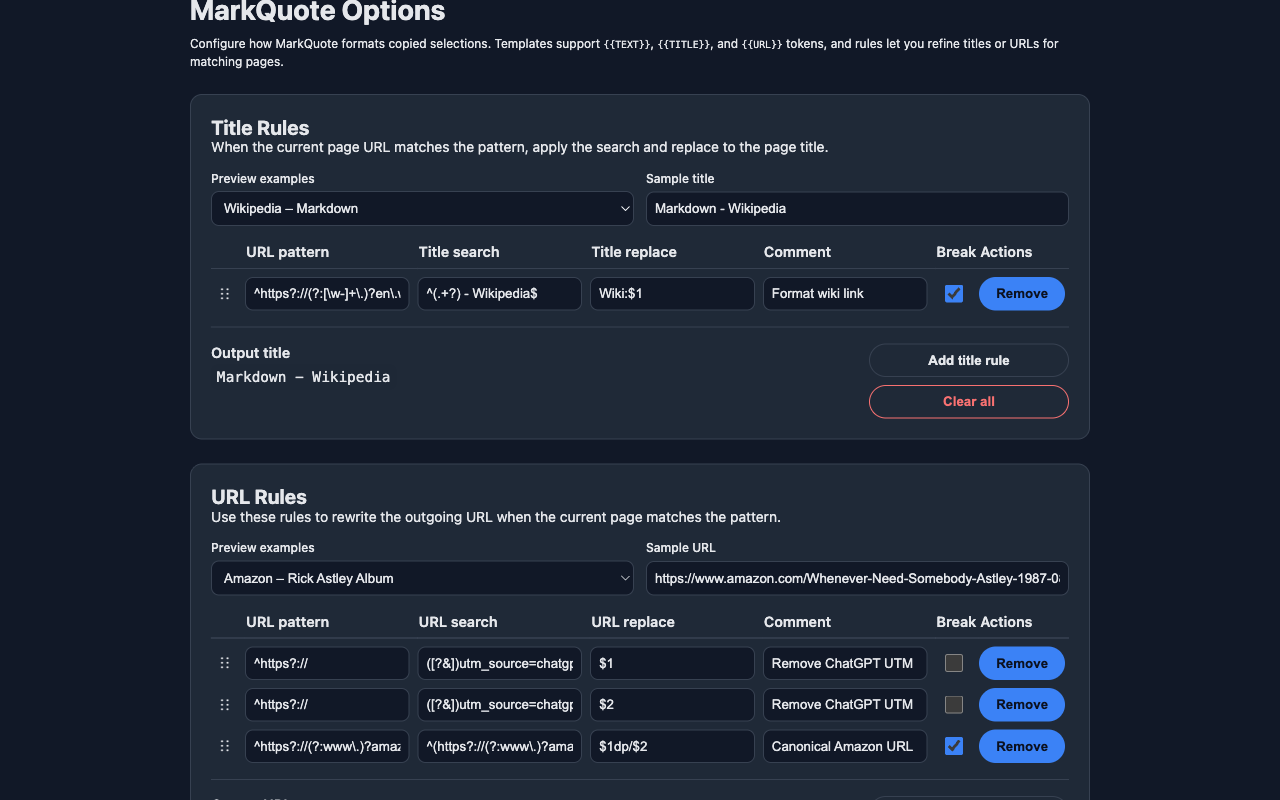 MarkQuote Options
Configure how MarkQuote formats copied selections. Templates support {{TEXT}}, {{TITLE}}, and {{URL}} tokens, and rules let you refine titles or URLs for
matching pages.
Title Rules
When the current page URL matches the pattern, apply the search and replace to the page title.
Preview examples Sample title
Wikipedia – Markdown Markdown - Wikipedia
URL pattern Title search Title replace Comment Break Actions
^https?://(?:[\w-]+\.)?en\. ^(.+?) - Wikipedia$ Wiki:$1 Format wiki link Remove
Output title Add title rule
Markdown - Wikipedia
Clear all
URL Rules
Use these rules to rewrite the outgoing URL when the current page matches the pattern.
Preview examples Sample URL
Amazon – Rick Astley Album https://www.amazon.com/Whenever-Need-Somebody-Astley-1987-0
URL pattern URL search URL replace Comment Break Actions
^https?:// ([?&])utm_source=chatg $1 Remove ChatGPT UTM Remove
^https?:// ([?&])utm_source=chatg $2 Remove ChatGPT UTM Remove
^https?://(?:www\.)?ama ^(https?://(?:www\.)?ama $1dp/$2 Canonical Amazon URL Remove